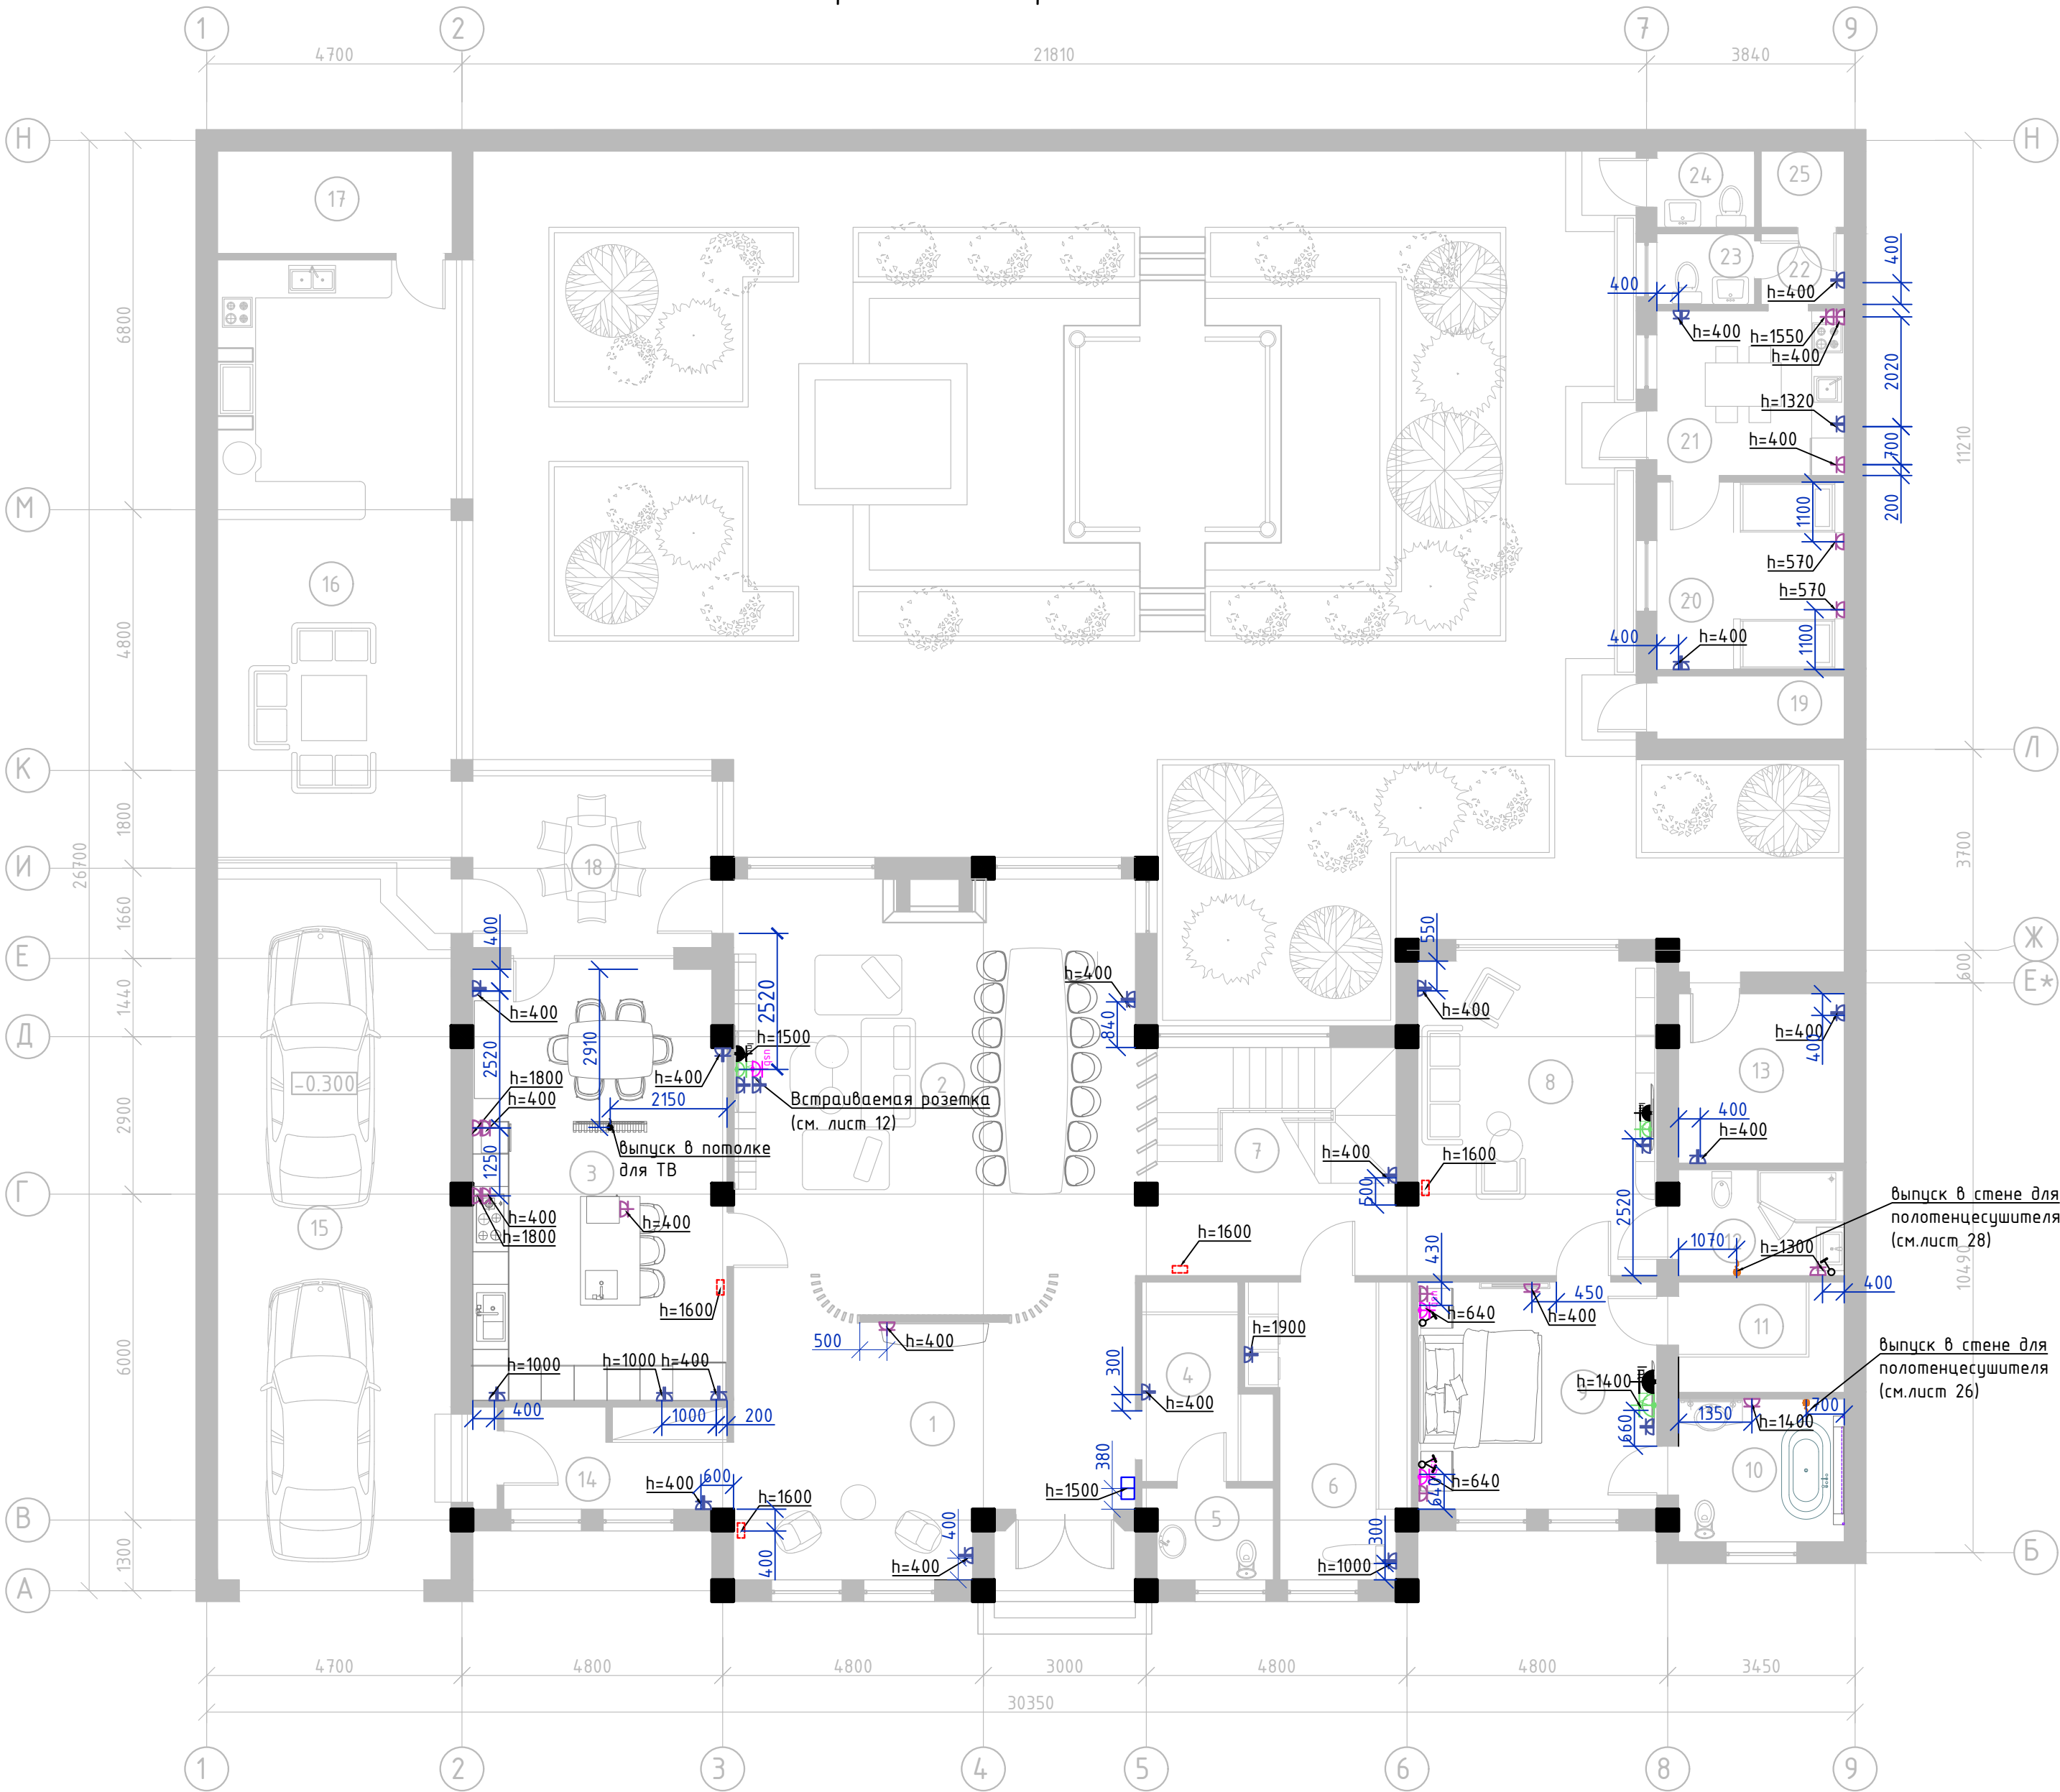 1
2
7
9
4700
21810
3840
Н
Н
17
24
25
23
22
400
400
h=400
h=400
h=1550
h=400
6800
2020
h=1320
21
h=400
700
11210
200
М
1100
h=570
16
20
h=570
4800
400
h=400
1100
19
К
Л
1800
18
3700
И
26700
1660
400
550
Ж
Е
2520
h=400
600
Е*
1440
h=400
h=400
h=400
Д
2910
h=1500
usb
840
400
2520
h=400
-0.300
h=1800
2
8
13
h=400
2150
Встраиваемая розетка
(см. лист 12)
400
2900
h=400
выпуск в потолке
для ТВ
1250
3
7
h=400
h=1600
Г
500
2520
выпуск в стене для
полотенцесушителя
(см.лист 28)
15
h=400
h=400
h=1800
h=1600
430
1070
12
h=1300
10490
400
usb
h=640
450
h=400
h=1600
500
h=400
h=1900
11
6000
h=1000
h=1000
h=400
300
4
h=1400
9
выпуск в стене для
полотенцесушителя
(см.лист 26)
h=400
400
1000
200
1
660
1350
h=1400
700
380
14
h=400
600
h=1500
6
h=640
640
10
h=1600
5
В
400
400
300
h=1000
h=400
1300
Б
А
4700
4800
4800
3000
4800
4800
3450
30350
1
2
3
4
5
6
8
9